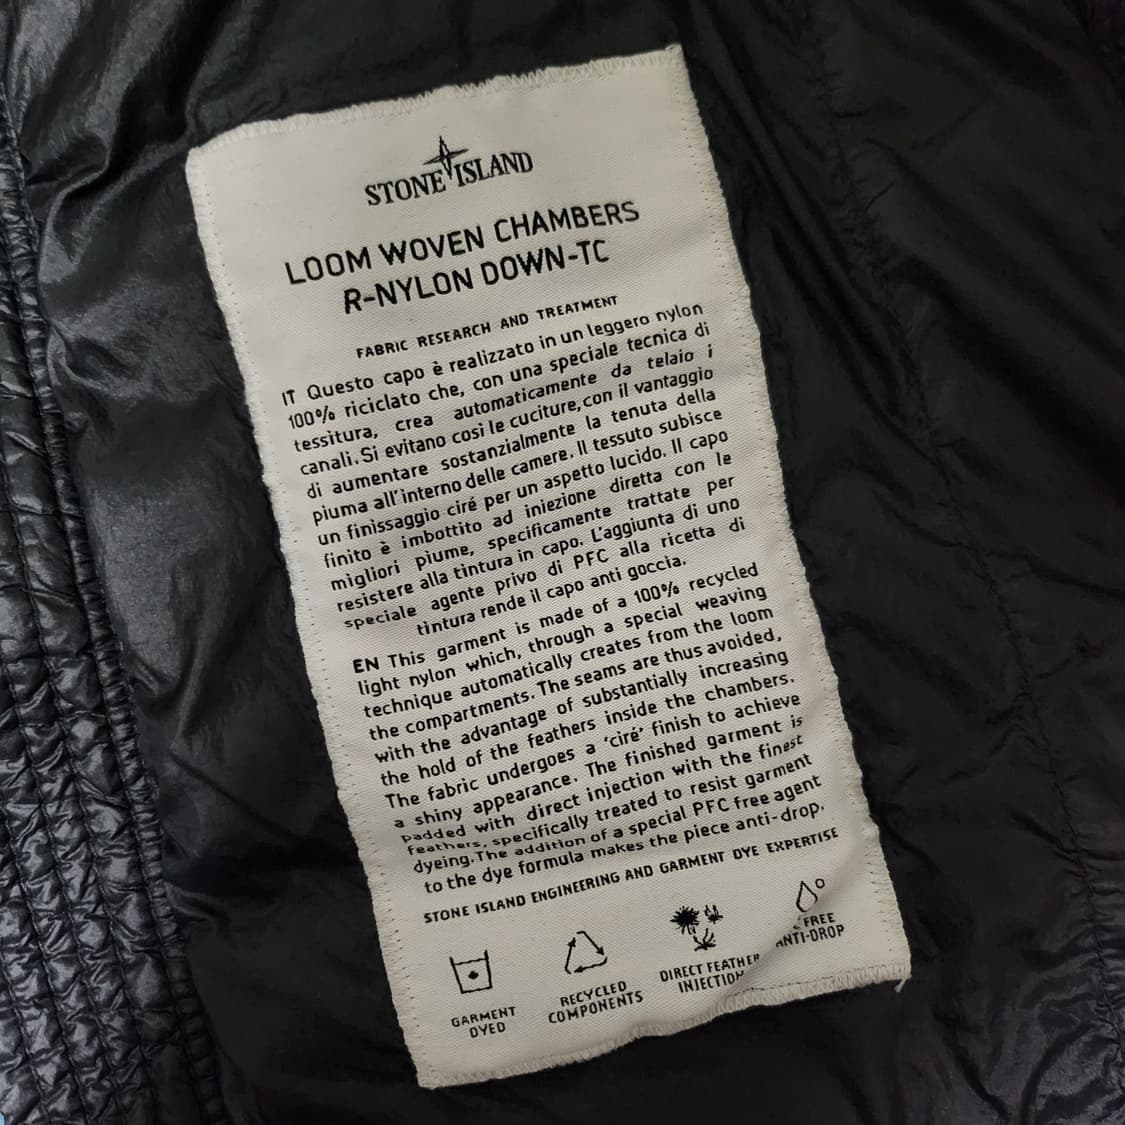 STONE ISLAND
LOOM WOVEN CHAMBERS
R-NYLON DOWN-TC
FABRIC RESEARCH AND TREATMENT
IT Questo capo è realizzato in un leggero nylon
100% riciclato che, con una speciale tecnica di
tessitura, crea automaticamente da telaio i
canali. Si evitano così le cuciture, con il vantaggio
di aumentare sostanzialmente la tenuta della
piuma all'interno delle camere. Il tessuto subisce
un finissaggio ciré per un aspetto lucido. Il capo
finito è imbottito ad iniezione diretta con le
migliori piume, specificamente trattate per
resistere alla tintura in capo. L'aggiunta di uno
speciale agente privo di PFC alla ricetta di
tintura rende il capo anti goccia.
EN This garment is made of a 100% recycled
light nylon which, through a special weaving
technique automatically creates from the loom
the compartments. The seams are thus avoided,
with the advantage of substantially increasing
the hold of the feathers inside the chambers.
The fabric undergoes a 'ciré' finish to achieve
a shiny appearance. The finished garment is
padded with direct injection with the finest
feathers, specifically treated to resist garment
dyeing. The addition of a special PFC free agent
to the dye formula makes the piece anti-drop.
STONE ISLAND ENGINEERING AND GARMENT DYE EXPERTISE
GARMENT
DYED
RECYCLED
COMPONENTS
DIRECT FEATHER
INJECTION
FREE
ANTI-DROP